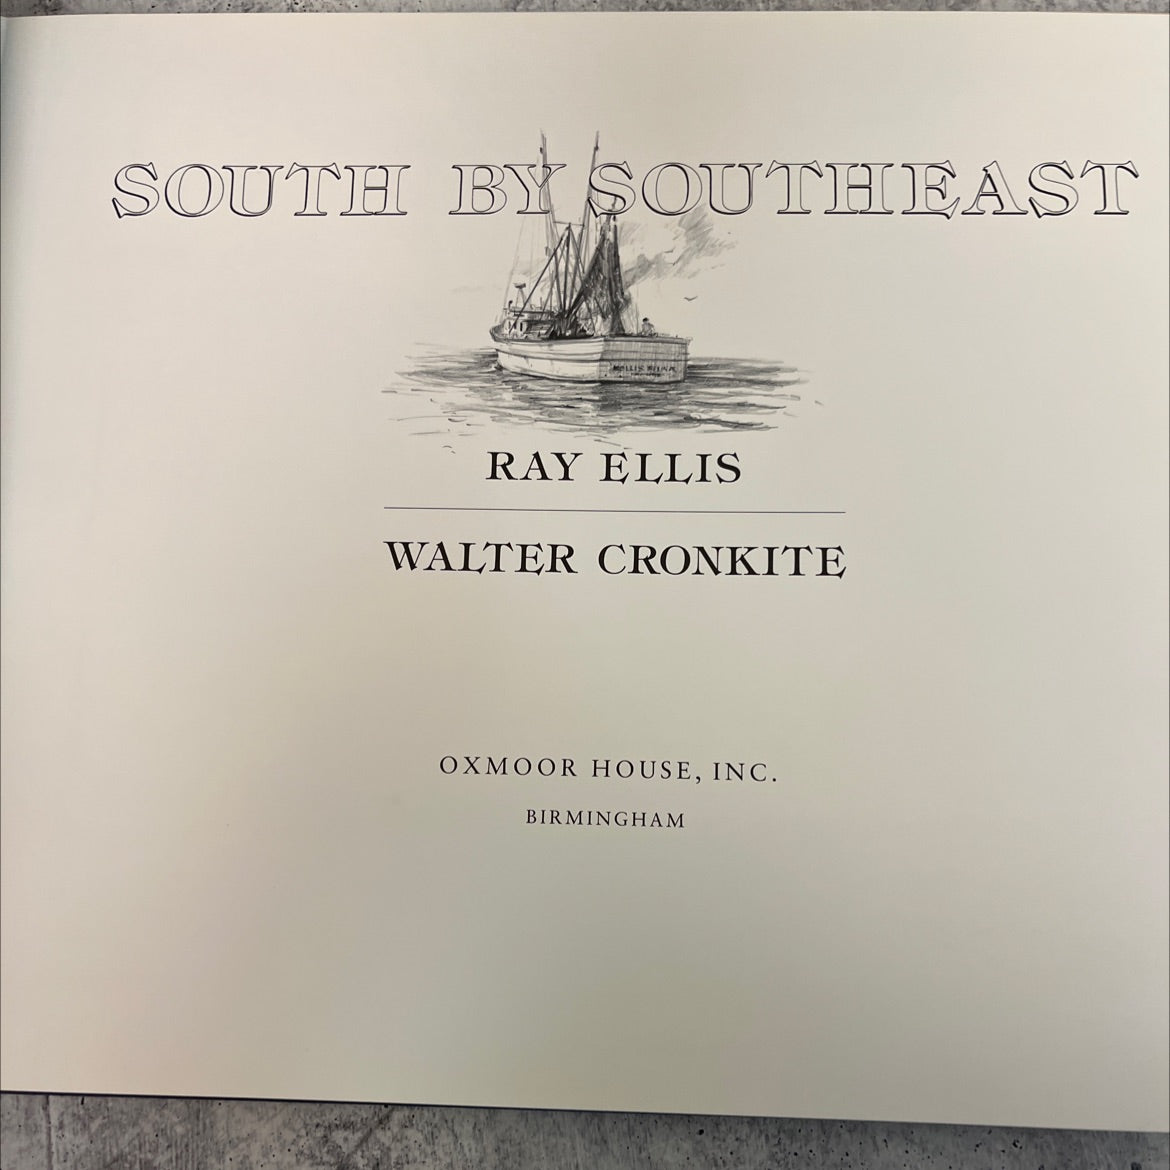 SOUTH BY SOUTHEAST
RAY ELLIS
WALTER CRONKITE
OXMOOR HOUSE, INC.
BIRMINGHAM